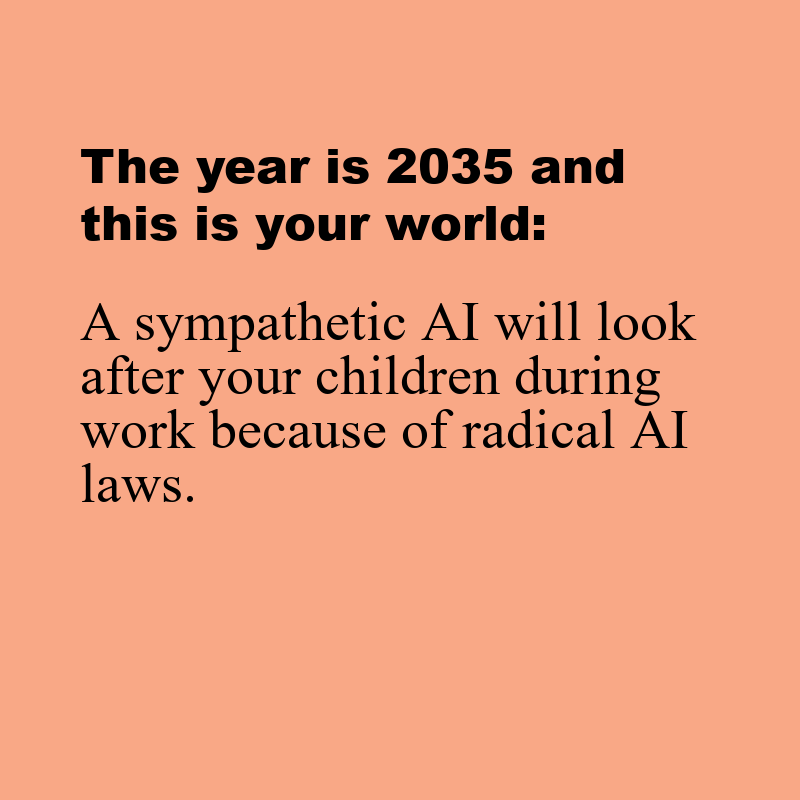 The year is 2035 and
this is your world:
A sympathetic AI will look
after your children during
work because of radical AI
laws.